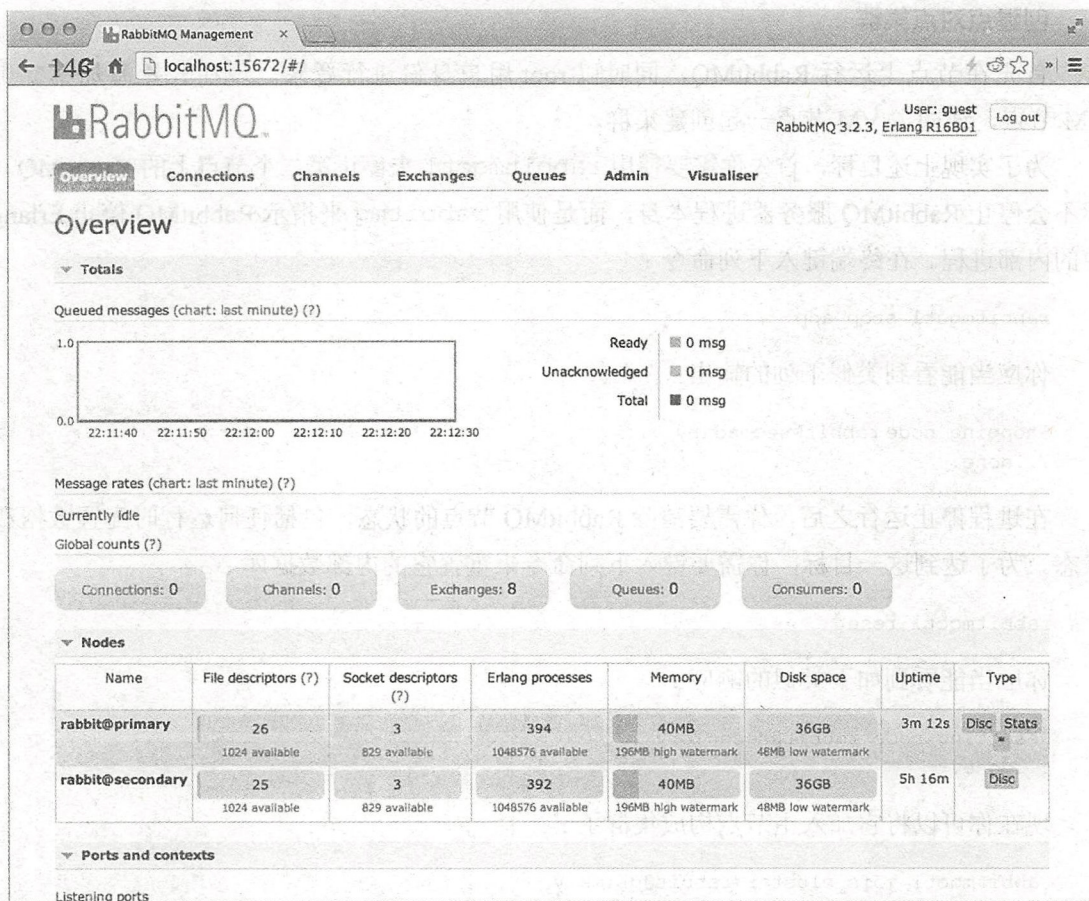 RabbitMQ Management ×
146 localhost:15672/#/
RabbitMQ
User: guest
RabbitMQ 3.2.3, Erlang R16B01
Log out
Overview Connections Channels Exchanges Queues Admin Visualiser
Overview
Totals
Queued messages (chart: last minute) (?)
1.0
0.0
22:11:40 22:11:50 22:12:00 22:12:10 22:12:20 22:12:30
Ready 0 msg
Unacknowledged 0 msg
Total 0 msg
Message rates (chart: last minute) (?)
Currently idle
Global counts (?)
Connections: 0 Channels: 0 Exchanges: 8 Queues: 0 Consumers: 0
Nodes
Name File descriptors (?) Socket descriptors (?) Erlang processes Memory Disk space Uptime Type
rabbit@primary 26 3 394 40MB 36GB 3m 12s Disc Stats *
1024 available 829 available 1048576 available 196MB high watermark 48MB low watermark
rabbit@secondary 25 3 392 40MB 36GB 5h 16m Disc
1024 available 829 available 1048576 available 196MB high watermark 48MB low watermark
Ports and contexts
Listening ports